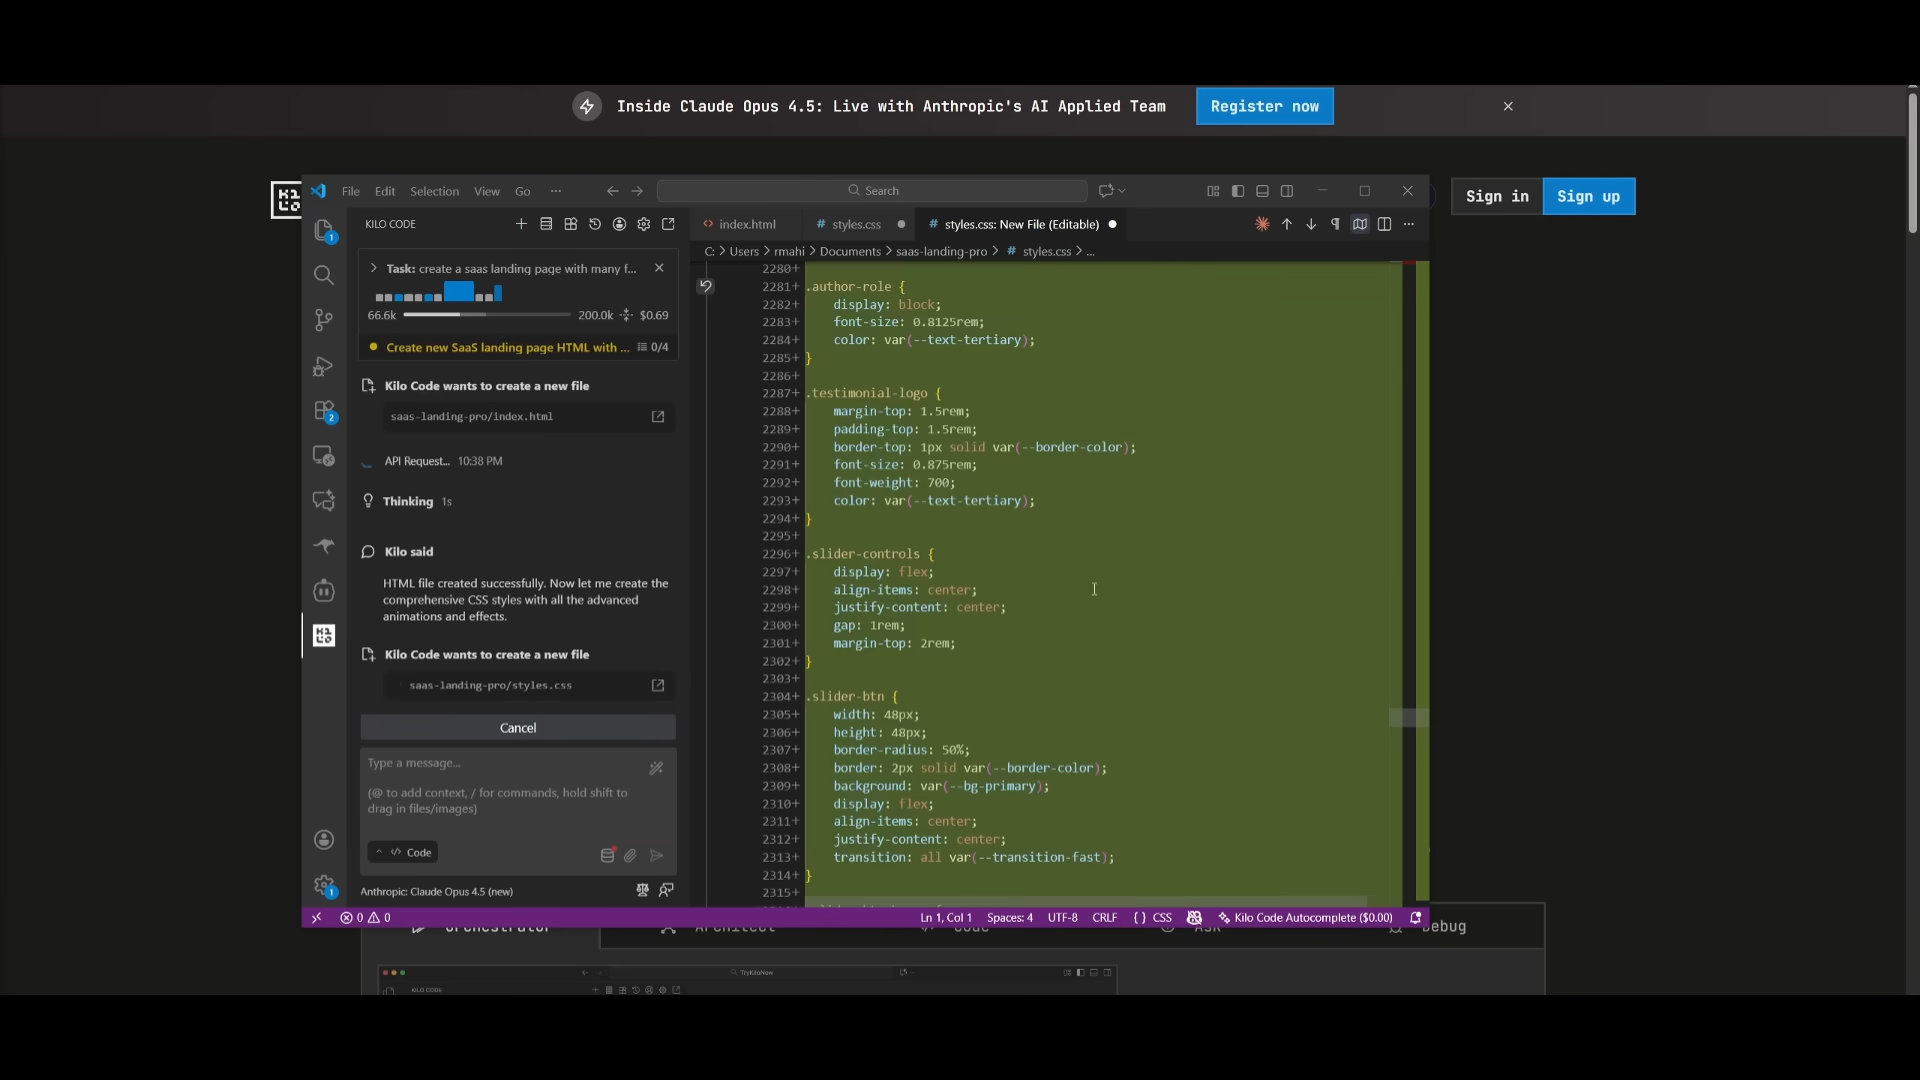 Inside Claude Opus 4.5: Live with Anthropic's AI Applied Team
Register now
Sign in
Sign up
File Edit Selection View Go ...
Search
KILO CODE
index.html
styles.css
styles.css: New File (Editable)
C: > Users > rmahi > Documents > saas-landing-pro > # styles.css > ...
Task: create a saas landing page with many f...
66.6k
200.0k
$0.69
Create new SaaS landing page HTML with ...
0/4
Kilo Code wants to create a new file
saas-landing-pro/index.html
API Request... 10:38 PM
Thinking 1s
Kilo said
HTML file created successfully. Now let me create the
comprehensive CSS styles with all the advanced
animations and effects.
Kilo Code wants to create a new file
saas-landing-pro/styles.css
Cancel
Type a message...
(@ to add context, / for commands, hold shift to
drag in files/images)
Code
Anthropic: Claude Opus 4.5 (new)
2280+
2281+ .author-role {
2282+ display: block;
2283+ font-size: 0.8125rem;
2284+ color: var(--text-tertiary);
2285+ }
2286+
2287+ .testimonial-logo {
2288+ margin-top: 1.5rem;
2289+ padding-top: 1.5rem;
2290+ border-top: 1px solid var(--border-color);
2291+ font-size: 0.875rem;
2292+ font-weight: 700;
2293+ color: var(--text-tertiary);
2294+ }
2295+
2296+ .slider-controls {
2297+ display: flex;
2298+ align-items: center;
2299+ justify-content: center;
2300+ gap: 1rem;
2301+ margin-top: 2rem;
2302+ }
2303+
2304+ .slider-btn {
2305+ width: 48px;
2306+ height: 48px;
2307+ border-radius: 50%;
2308+ border: 2px solid var(--border-color);
2309+ background: var(--bg-primary);
2310+ display: flex;
2311+ align-items: center;
2312+ justify-content: center;
2313+ transition: all var(--transition-fast);
2314+ }
2315+
0 0
Ln 1, Col 1
Spaces: 4
UTF-8
CRLF
{ } CSS
Kilo Code Autocomplete ($0.00)
Orchestrator
Architect
Code
Ask
Debug
TryKiloNow
KILO CODE